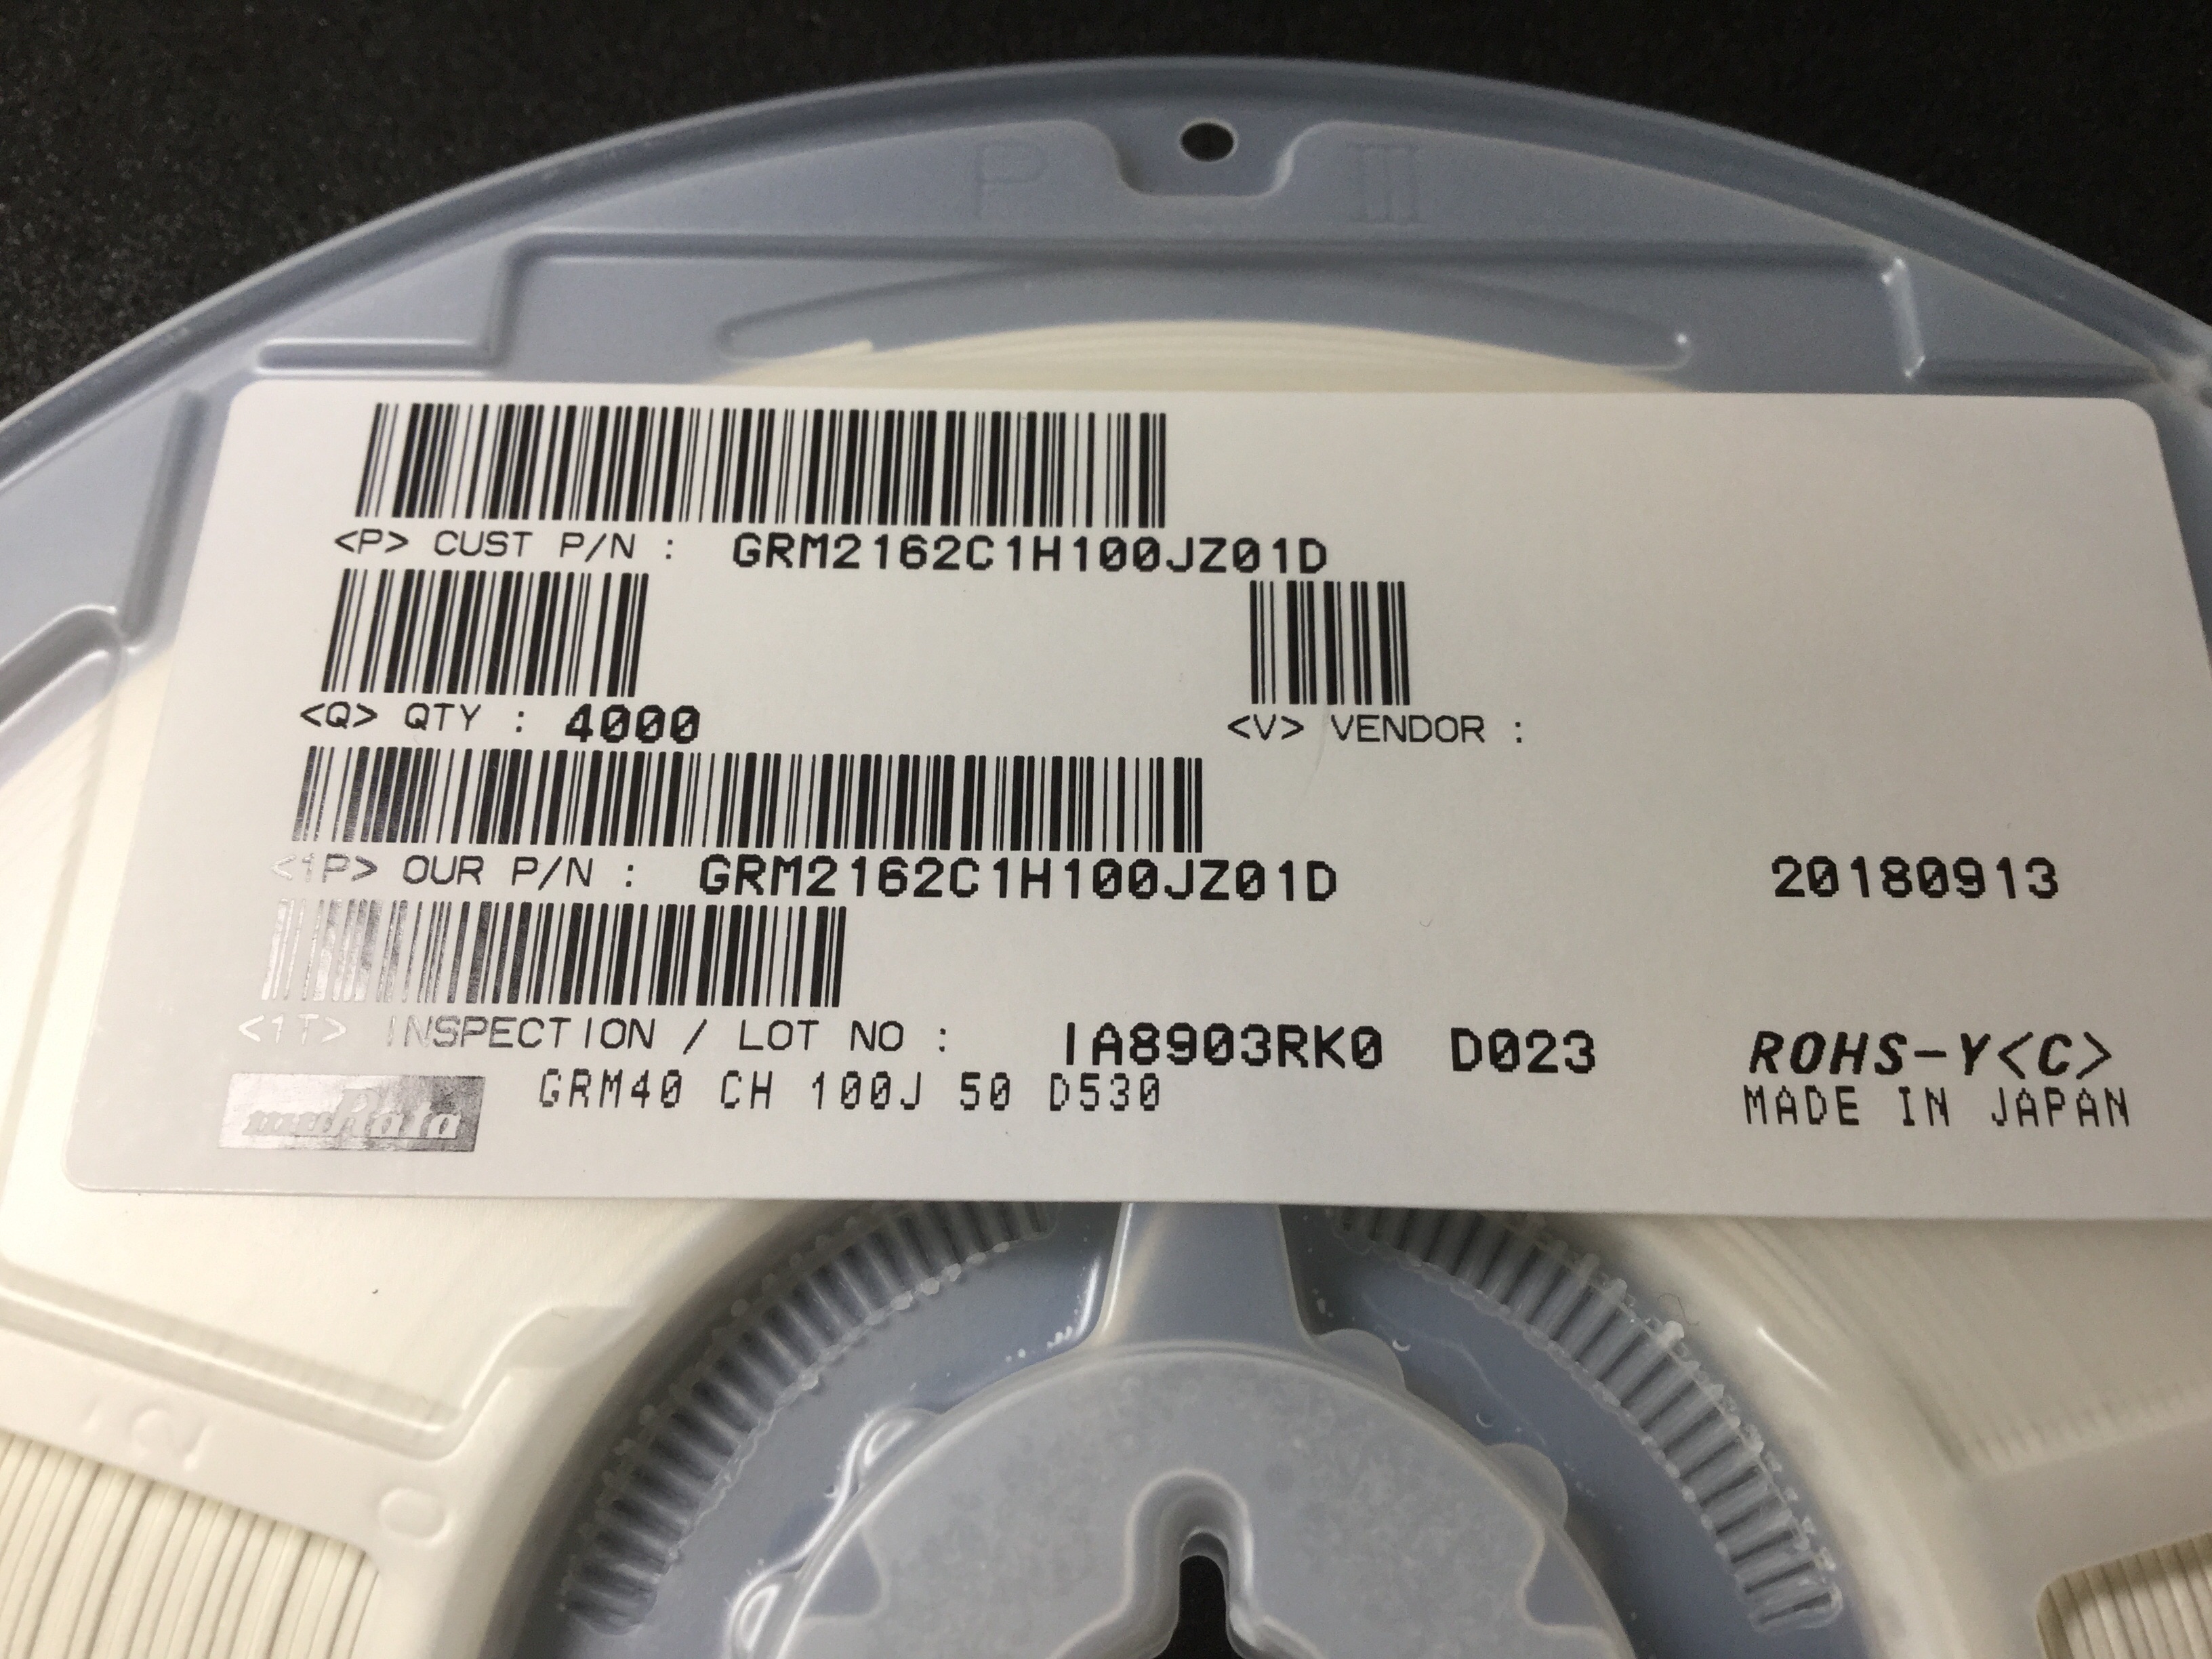 P III
<P> CUST P/N : GRM2162C1H100JZ01D
<Q> QTY : 4000
<V> VENDOR :
<1P> OUR P/N : GRM2162C1H100JZ01D
20180913
<1T> INSPECTION / LOT NO : IA8903RK0 D023
ROHS-Y<C>
muRata
GRM40 CH 100J 50 D530
MADE IN JAPAN